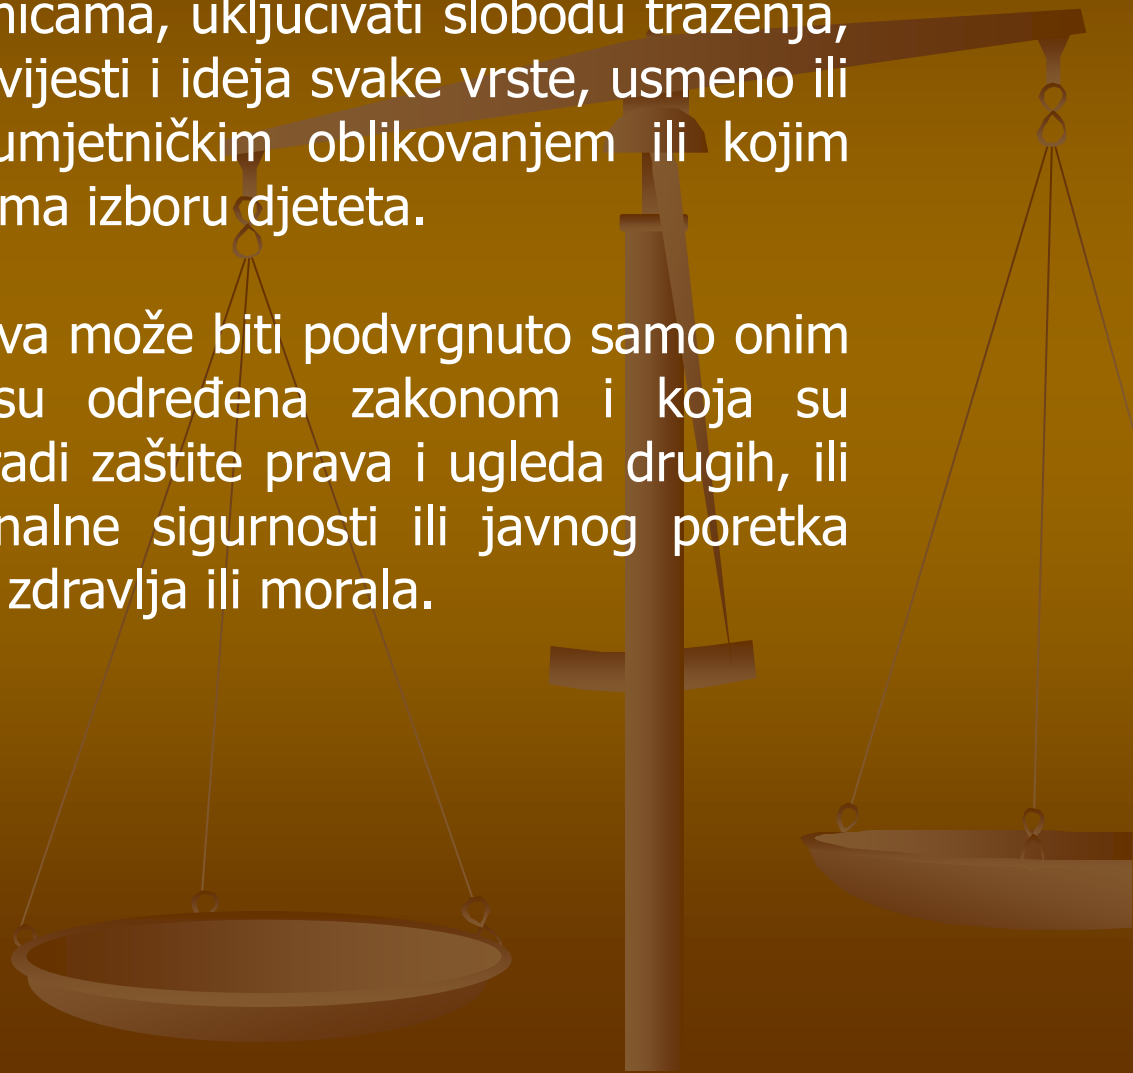 nicama, uključivati slobodu traženja,
vijesti i ideja svake vrste, usmeno ili
umjetničkim oblikovanjem ili kojim
ma izboru djeteta.
va može biti podvrgnuto samo onim
su određena zakonom i koja su
radi zaštite prava i ugleda drugih, ili
nalne sigurnosti ili javnog poretka
zdravlja ili morala.